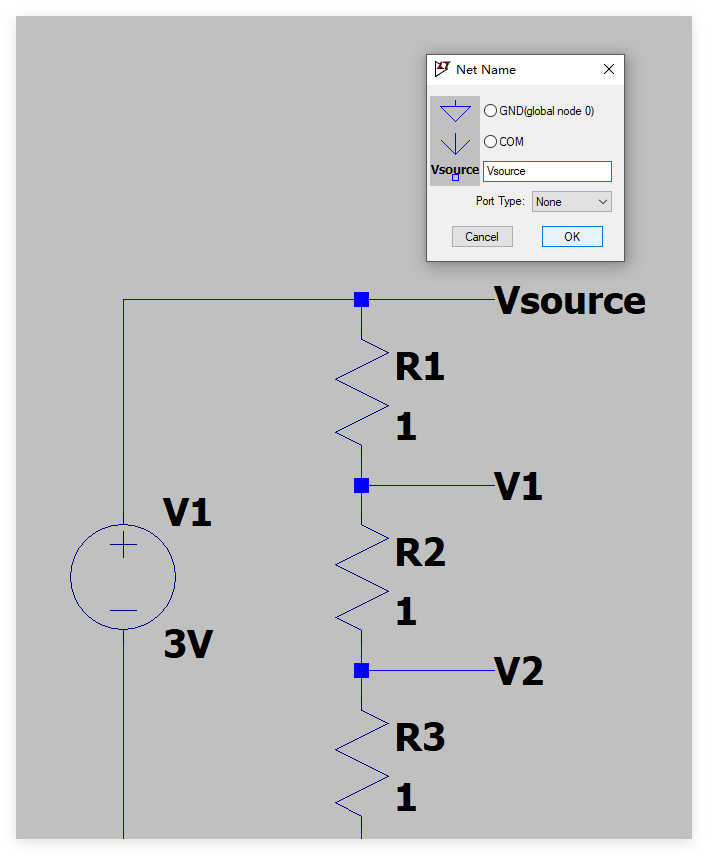 Net Name
GND(global node 0)
COM
Vsource
Vsource
Port Type: None
Cancel OK
Vsource
R1
1
V1
V1
R2
1
3V
V2
R3
1